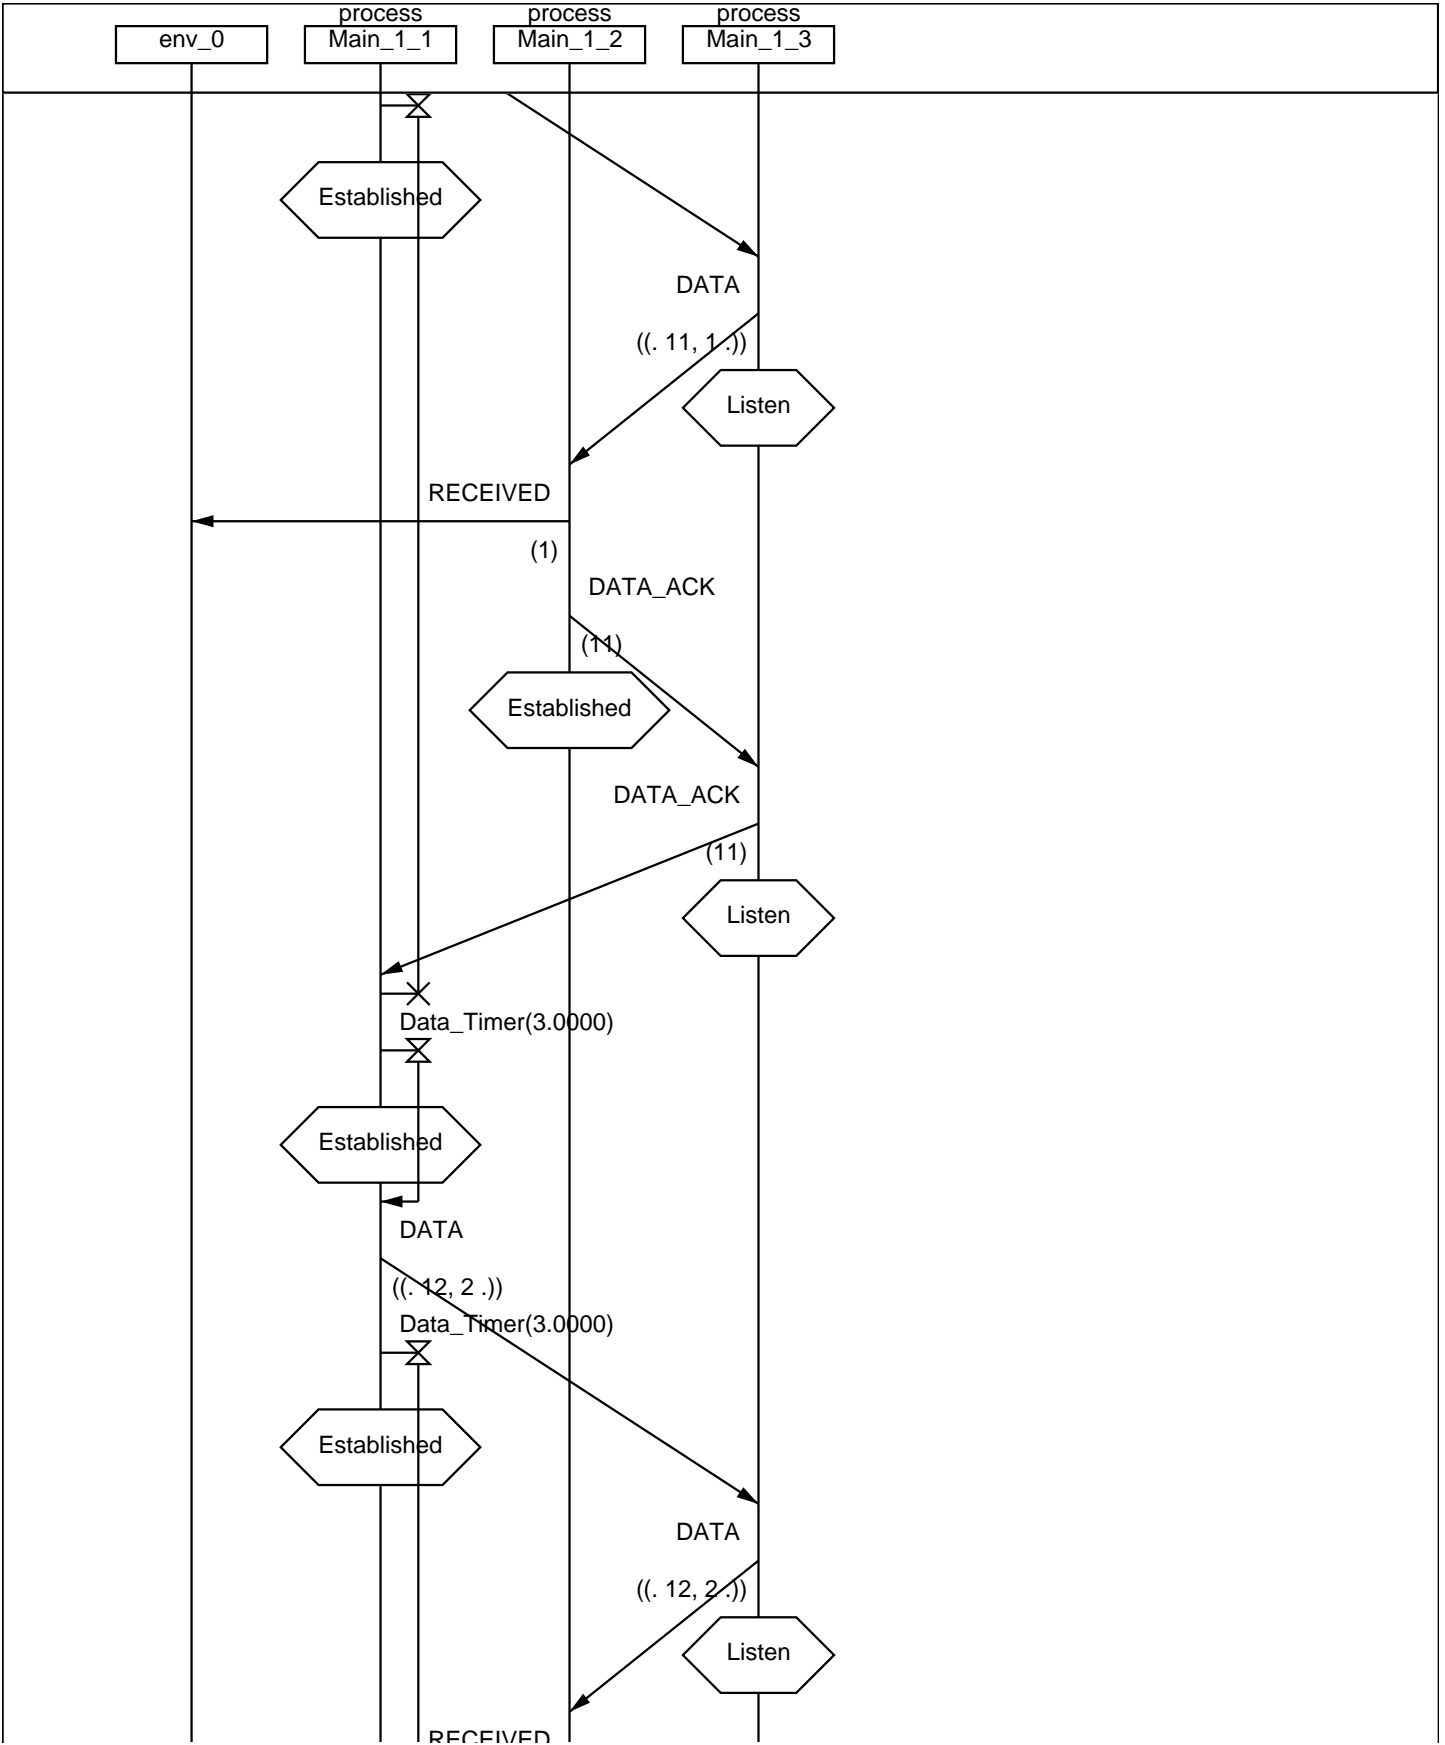 process
process
process
env_0
Main_1_1
Main_1_2
Main_1_3
Established
DATA
((. 11, 1 .))
Listen
RECEIVED
(1)
DATA_ACK
(11)
Established
DATA_ACK
(11)
Listen
Data_Timer(3.0000)
Established
DATA
((. 12, 2 .))
Data_Timer(3.0000)
Established
DATA
((. 12, 2 .))
Listen
RECEIVED